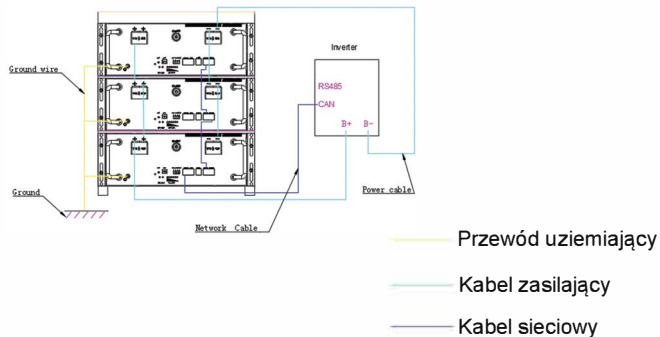 Inverter
Ground wire
RS485
CAN
B+ B-
Ground
Power cable
Network Cable
Przewód uziemiający
Kabel zasilający
Kabel sieciowy